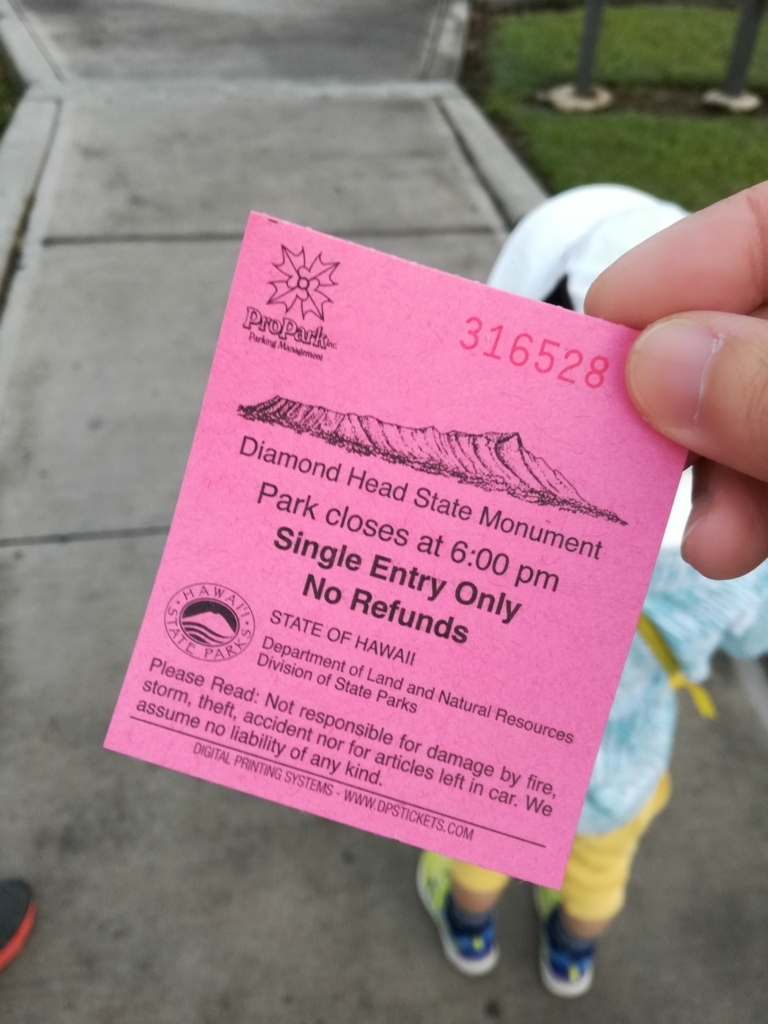 ProPark Inc.
Parking Management
316528
Diamond Head State Monument
Park closes at 6:00 pm
Single Entry Only
No Refunds
HAWAI'I
STATE PARKS
STATE OF HAWAII
Department of Land and Natural Resources
Division of State Parks
Please Read: Not responsible for damage by fire,
storm, theft, accident nor for articles left in car. We
assume no liability of any kind.
DIGITAL PRINTING SYSTEMS - WWW.DPSTICKETS.COM